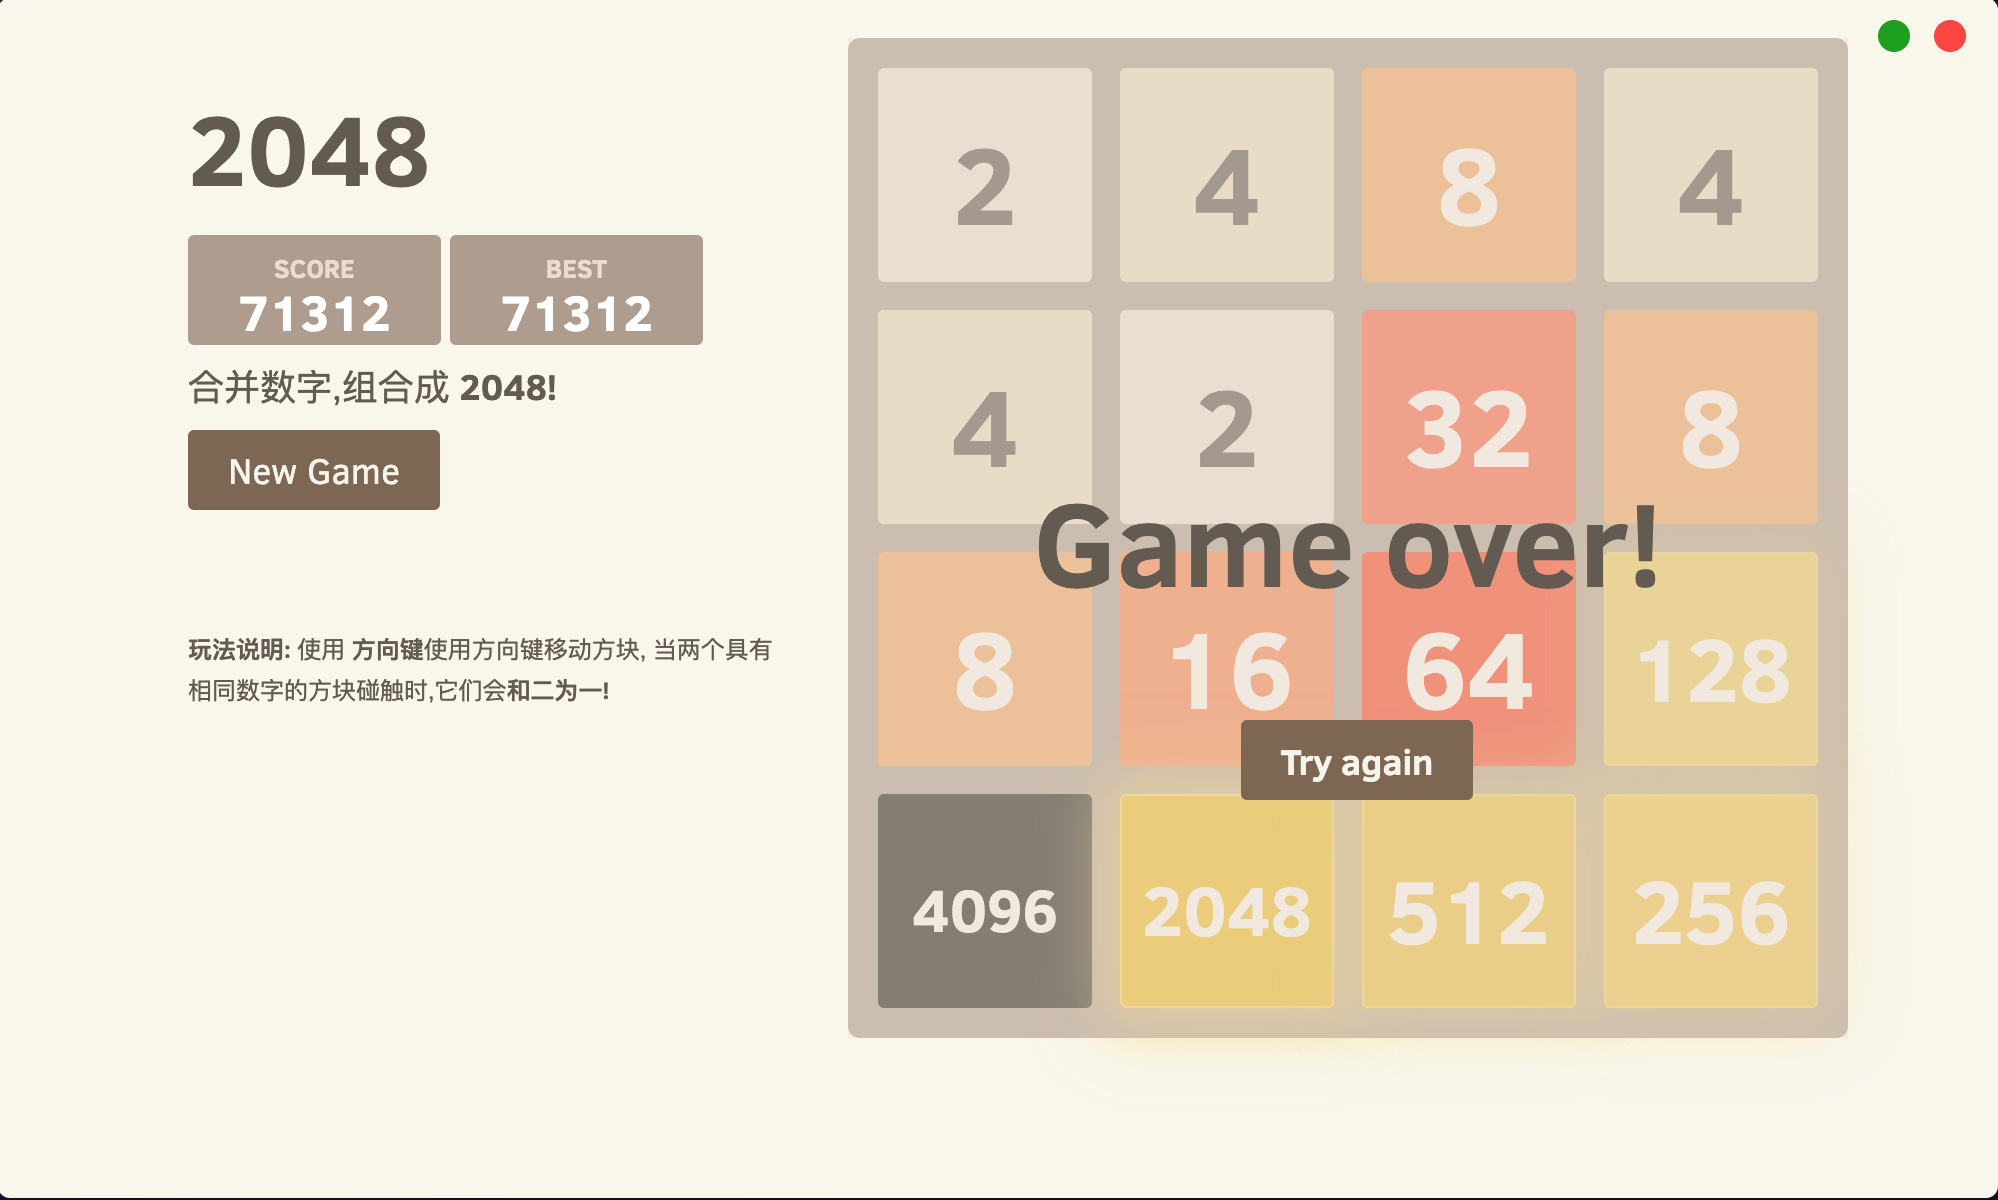 2048
SCORE BEST
71312 71312
合并数字,组合成 2048!
New Game
玩法说明: 使用 方向键使用方向键移动方块, 当两个具有
相同数字的方块碰触时,它们会和二为一!
2 4 8 4
4 2 32 8
Game over!
8 16 64 128
Try again
4096 2048 512 256